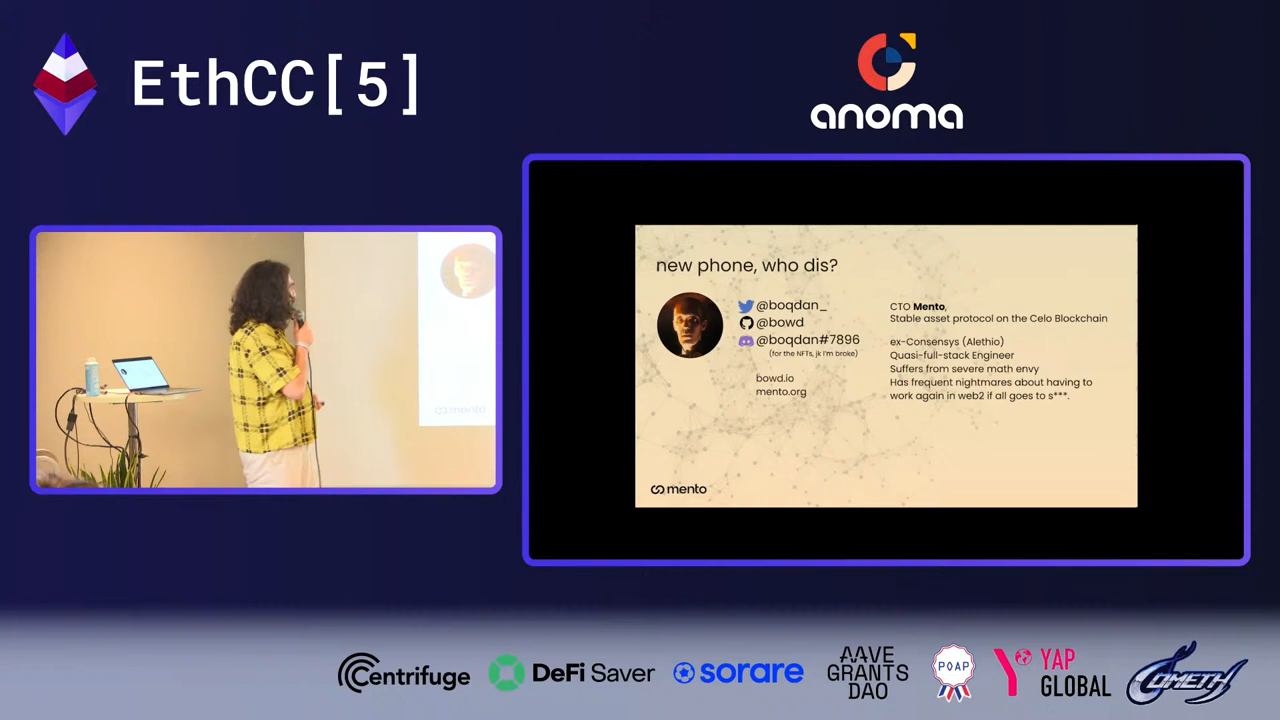 EthCC[5]
anoma
new phone, who dis?
@boqdan_
@bowd
@boqdan#7896
(for the NFTs, jk I'm broke)
bowd.io
mento.org
CTO Mento,
Stable asset protocol on the Celo Blockchain
ex-Consensys (Alethio)
Quasi-full-stack Engineer
Suffers from severe math envy
Has frequent nightmares about having to
work again in web2 if all goes to s***.
mento
mento
Centrifuge
DeFi Saver
sorare
AAVE
GRANTS
DAO
POAP
YAP
GLOBAL
COMETH